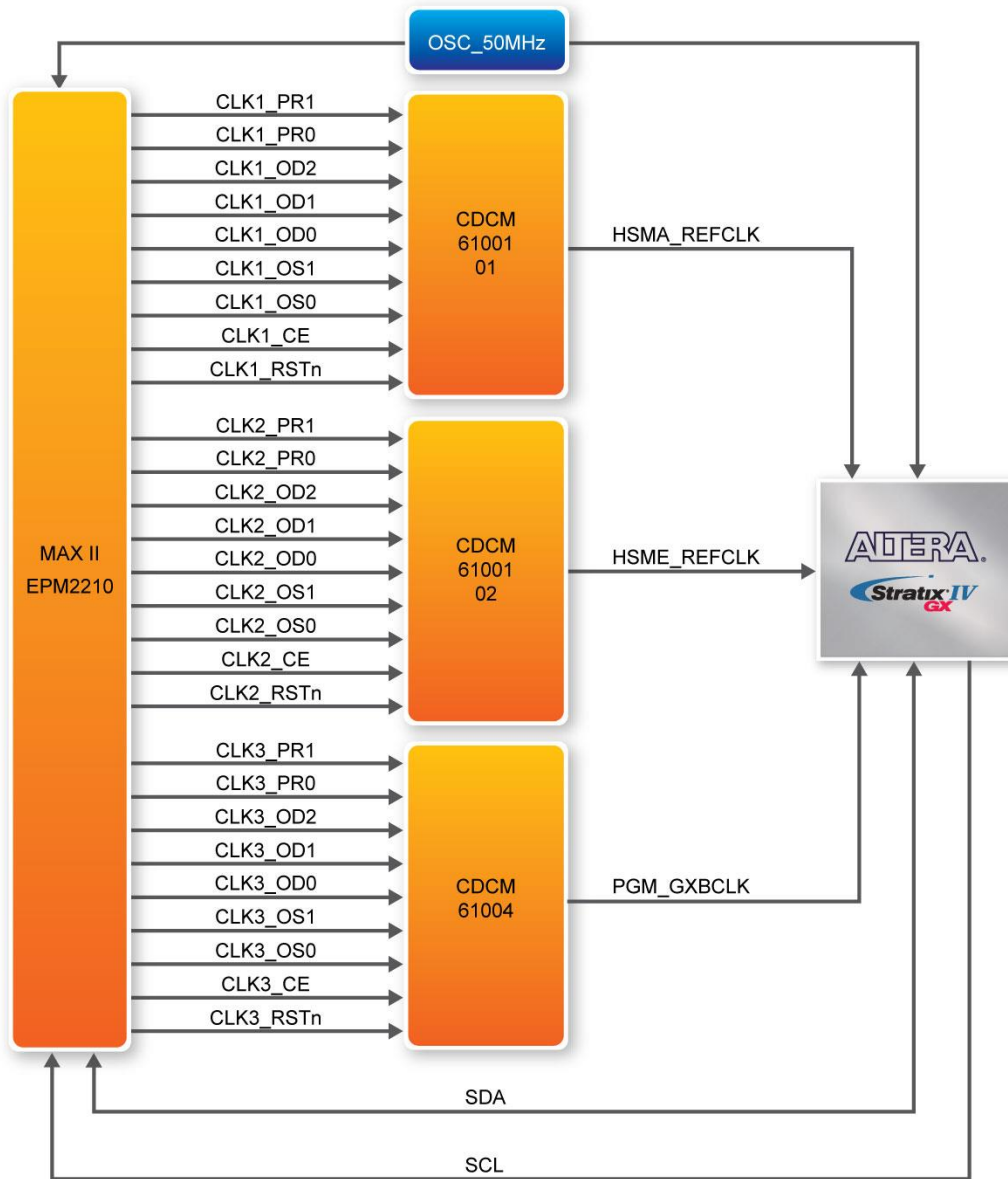 OSC_50MHz
CLK1_PR1
CLK1_PR0
CLK1_OD2
CLK1_OD1
CLK1_OD0
CLK1_OS1
CLK1_OS0
CLK1_CE
CLK1_RSTn
CDCM
61001
01
HSMA_REFCLK
MAX II
EPM2210
CLK2_PR1
CLK2_PR0
CLK2_OD2
CLK2_OD1
CLK2_OD0
CLK2_OS1
CLK2_OS0
CLK2_CE
CLK2_RSTn
CDCM
61001
02
HSME_REFCLK
ALTERA®
Stratix® IV
GX
CLK3_PR1
CLK3_PR0
CLK3_OD2
CLK3_OD1
CLK3_OD0
CLK3_OS1
CLK3_OS0
CLK3_CE
CLK3_RSTn
CDCM
61004
PGM_GXBCLK
SDA
SCL